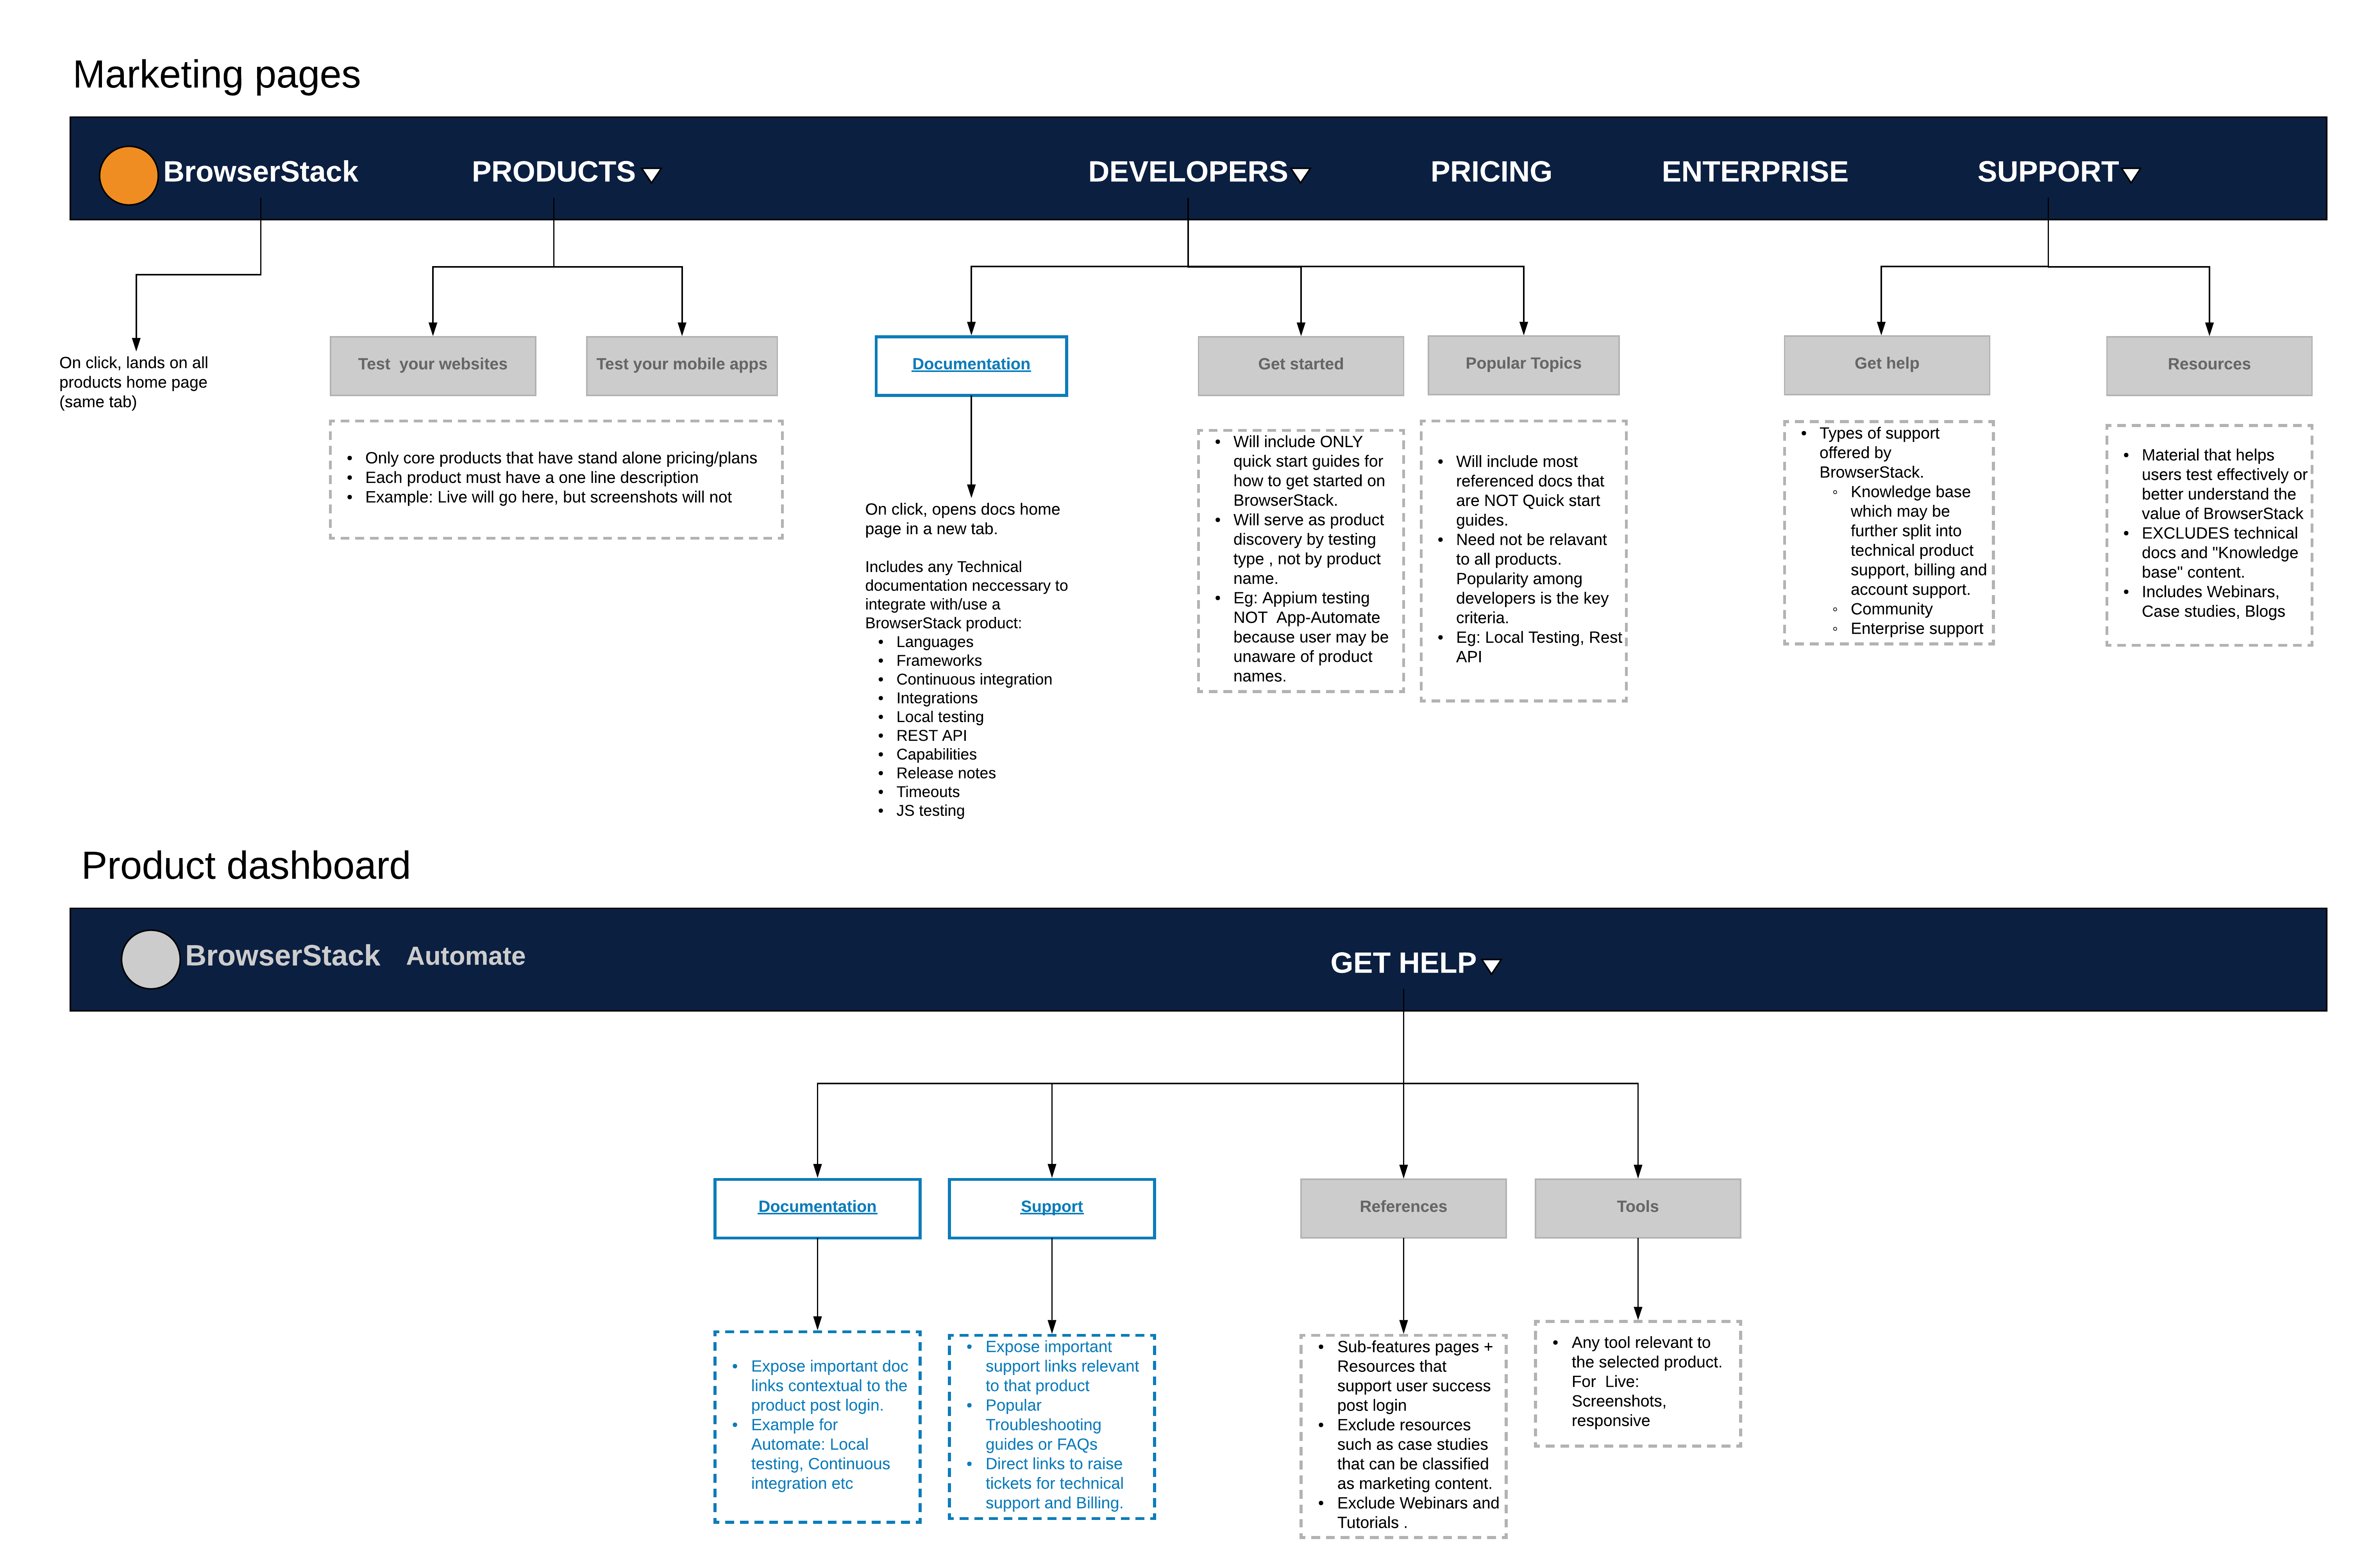 Marketing pages
BrowserStack
PRODUCTS
DEVELOPERS
PRICING
ENTERPRISE
SUPPORT
On click, lands on all
products home page
(same tab)
Test  your websites
Test your mobile apps
• Only core products that have stand alone pricing/plans
• Each product must have a one line description
• Example: Live will go here, but screenshots will not
Documentation
On click, opens docs home
page in a new tab.
Includes any Technical
documentation neccessary to
integrate with/use a
BrowserStack product:
• Languages
• Frameworks
• Continuous integration
• Integrations
• Local testing
• REST API
• Capabilities
• Release notes
• Timeouts
• JS testing
Get started
• Will include ONLY
quick start guides for
how to get started on
BrowserStack.
• Will serve as product
discovery by testing
type , not by product
name.
• Eg: Appium testing
NOT  App-Automate
because user may be
unaware of product
names.
Popular Topics
• Will include most
referenced docs that
are NOT Quick start
guides.
• Need not be relavant
to all products.
Popularity among
developers is the key
criteria.
• Eg: Local Testing, Rest
API
Get help
• Types of support
offered by
BrowserStack.
◦ Knowledge base
which may be
further split into
technical product
support, billing and
account support.
◦ Community
◦ Enterprise support
Resources
• Material that helps
users test effectively or
better understand the
value of BrowserStack
• EXCLUDES technical
docs and "Knowledge
base" content.
• Includes Webinars,
Case studies, Blogs
Product dashboard
BrowserStack
Automate
GET HELP
Documentation
• Expose important doc
links contextual to the
product post login.
• Example for
Automate: Local
testing, Continuous
integration etc
Support
• Expose important
support links relevant
to that product
• Popular
Troubleshooting
guides or FAQs
• Direct links to raise
tickets for technical
support and Billing.
References
• Sub-features pages +
Resources that
support user success
post login
• Exclude resources
such as case studies
that can be classified
as marketing content.
• Exclude Webinars and
Tutorials .
Tools
• Any tool relevant to
the selected product.
For  Live:
Screenshots,
responsive